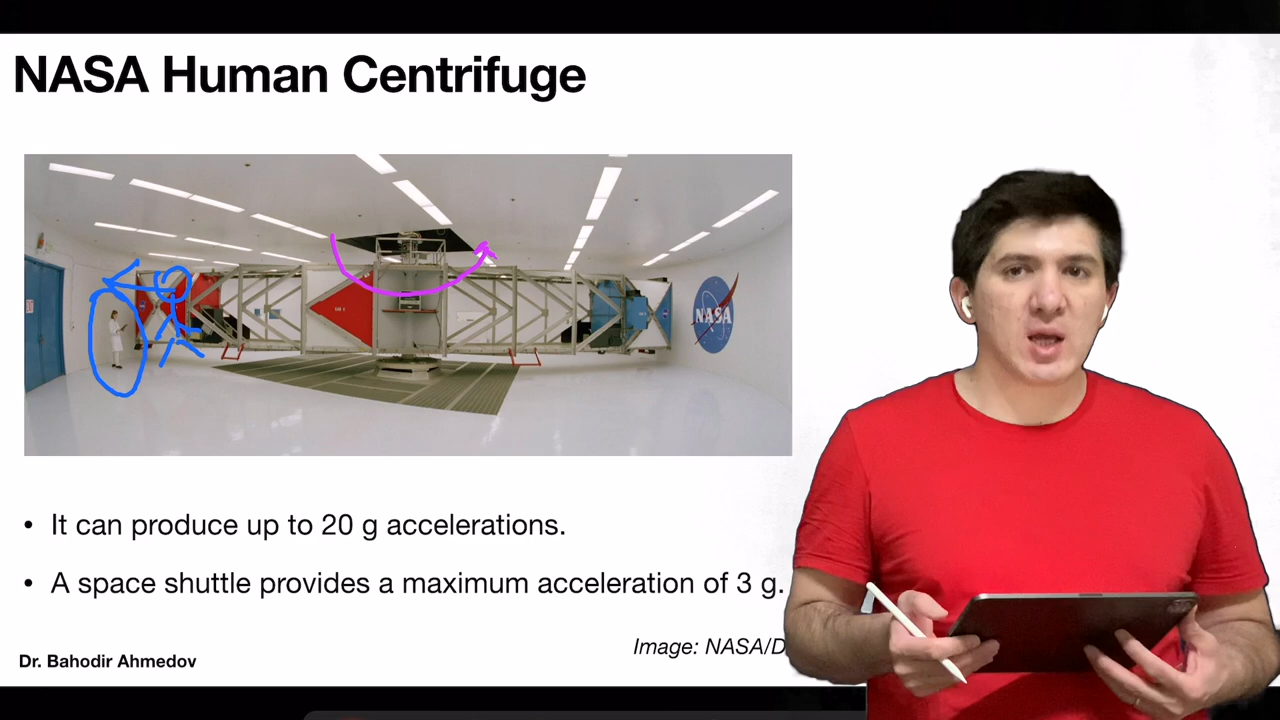 NASA Human Centrifuge
NASA
• It can produce up to 20 g accelerations.
• A space shuttle provides a maximum acceleration of 3 g.
Image: NASA/D
Dr. Bahodir Ahmedov